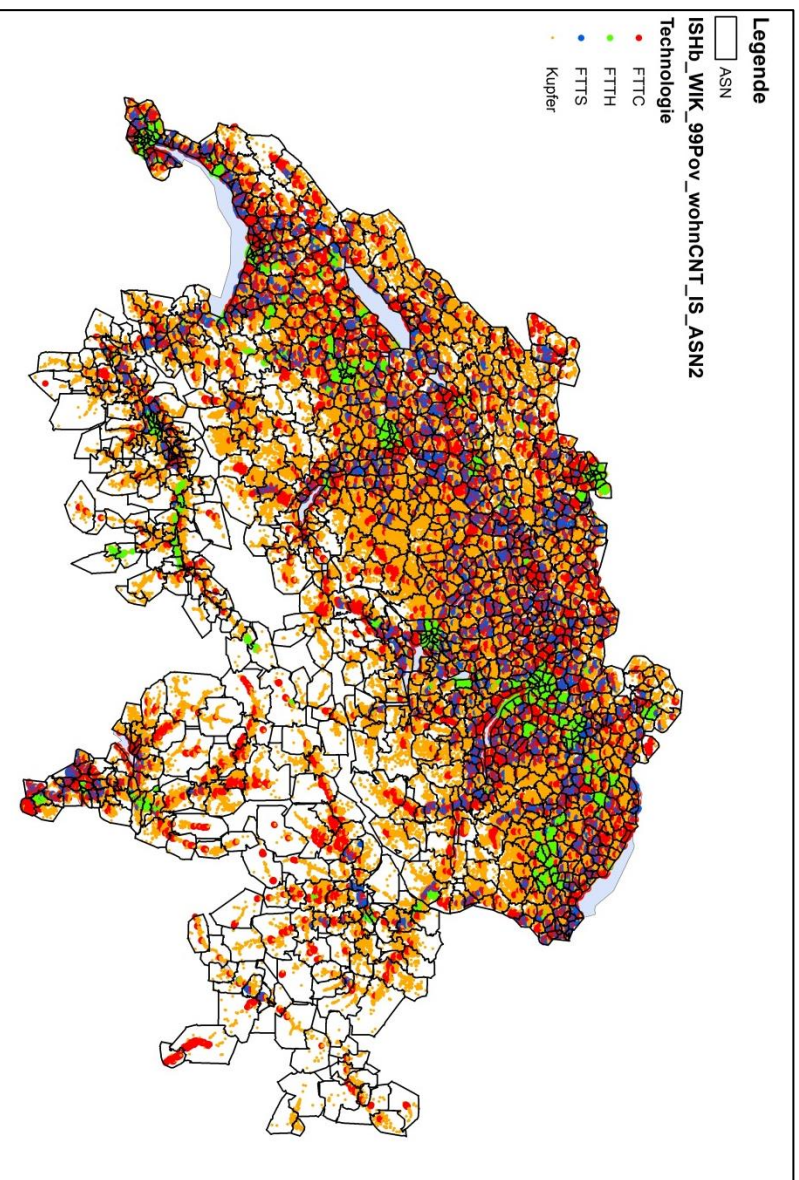 Legende
ASN
ISHb_WIK_99Pov_wohnCNT_IS_ASN2
Technologie
FTTC
FTTH
FTTS
Kupfer